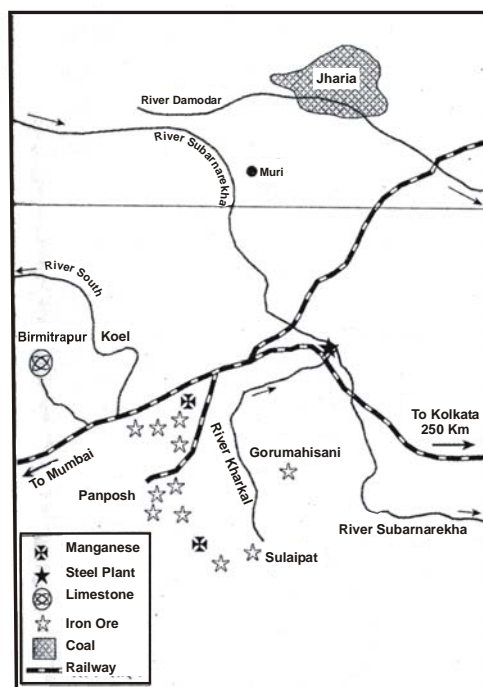 Jharia
River Damodar
River Subarnarekha
Muri
River South
Koel
Birmitrapur
To Mumbai
To Kolkata
250 Km
River Kharkai
Gorumahisani
Panposh
Sulaipat
River Subarnarekha
Manganese
Steel Plant
Limestone
Iron Ore
Coal
Railway